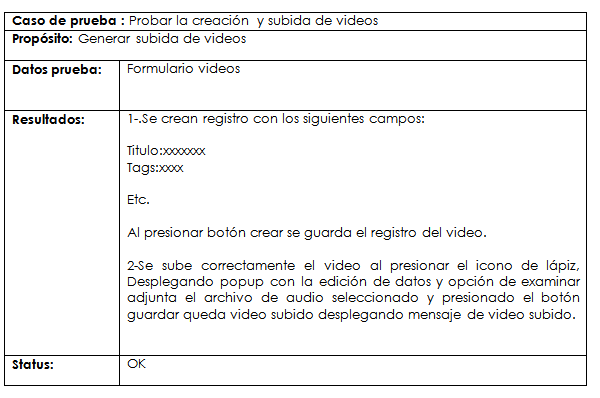 Caso de prueba : Probar la creación y subida de videos
Propósito: Generar subida de videos
Datos prueba: Formulario videos
Resultados: 1-.Se crean registro con los siguientes campos:
Titulo:xxxxxxx
Tags:xxxx
Etc.
Al presionar botón crear se guarda el registro del video.
2-Se sube correctamente el video al presionar el icono de lápiz,
Desplegando popup con la edición de datos y opción de examinar
adjunta el archivo de audio seleccionado y presionado el botón
guardar queda video subido desplegando mensaje de video subido.
Status: OK